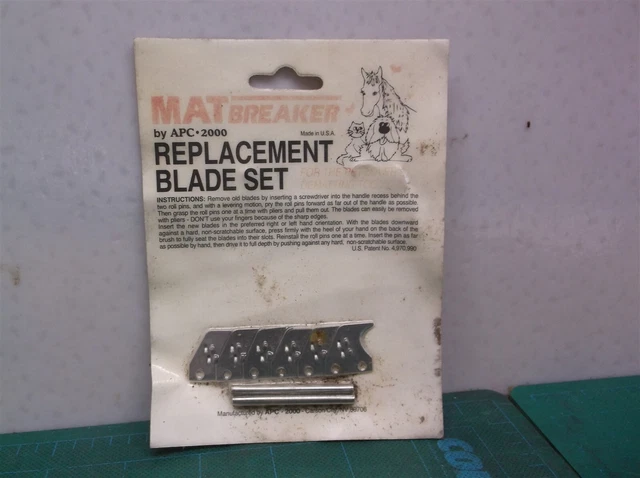 MATBREAKER
by APC • 2000
Made in U.S.A.
REPLACEMENT
BLADE SET
INSTRUCTIONS: Remove old blades by inserting a screwdriver into the handle recess behind the
two roll pins, and with a levering motion, pry the roll pins forward as far out of the handle as possible.
Then grasp the roll pins one at a time with pliers and pull them out. The blades can easily be removed
with pliers - DON'T use your fingers because of the sharp edges.
Insert the new blades in the preferred right or left hand orientation. With the blades downward
against a hard, non-scratchable surface, press firmly with the heel of your hand on the back of the
brush to fully seat the blades into their slots. Reinstall the roll pins one at a time. Insert the pin as far
as possible by hand, then drive it to full depth by pushing against any hard, non-scratchable surface.
U.S. Patent No. 4,970,990
Manufactured by APC - 2000 - Carson City,